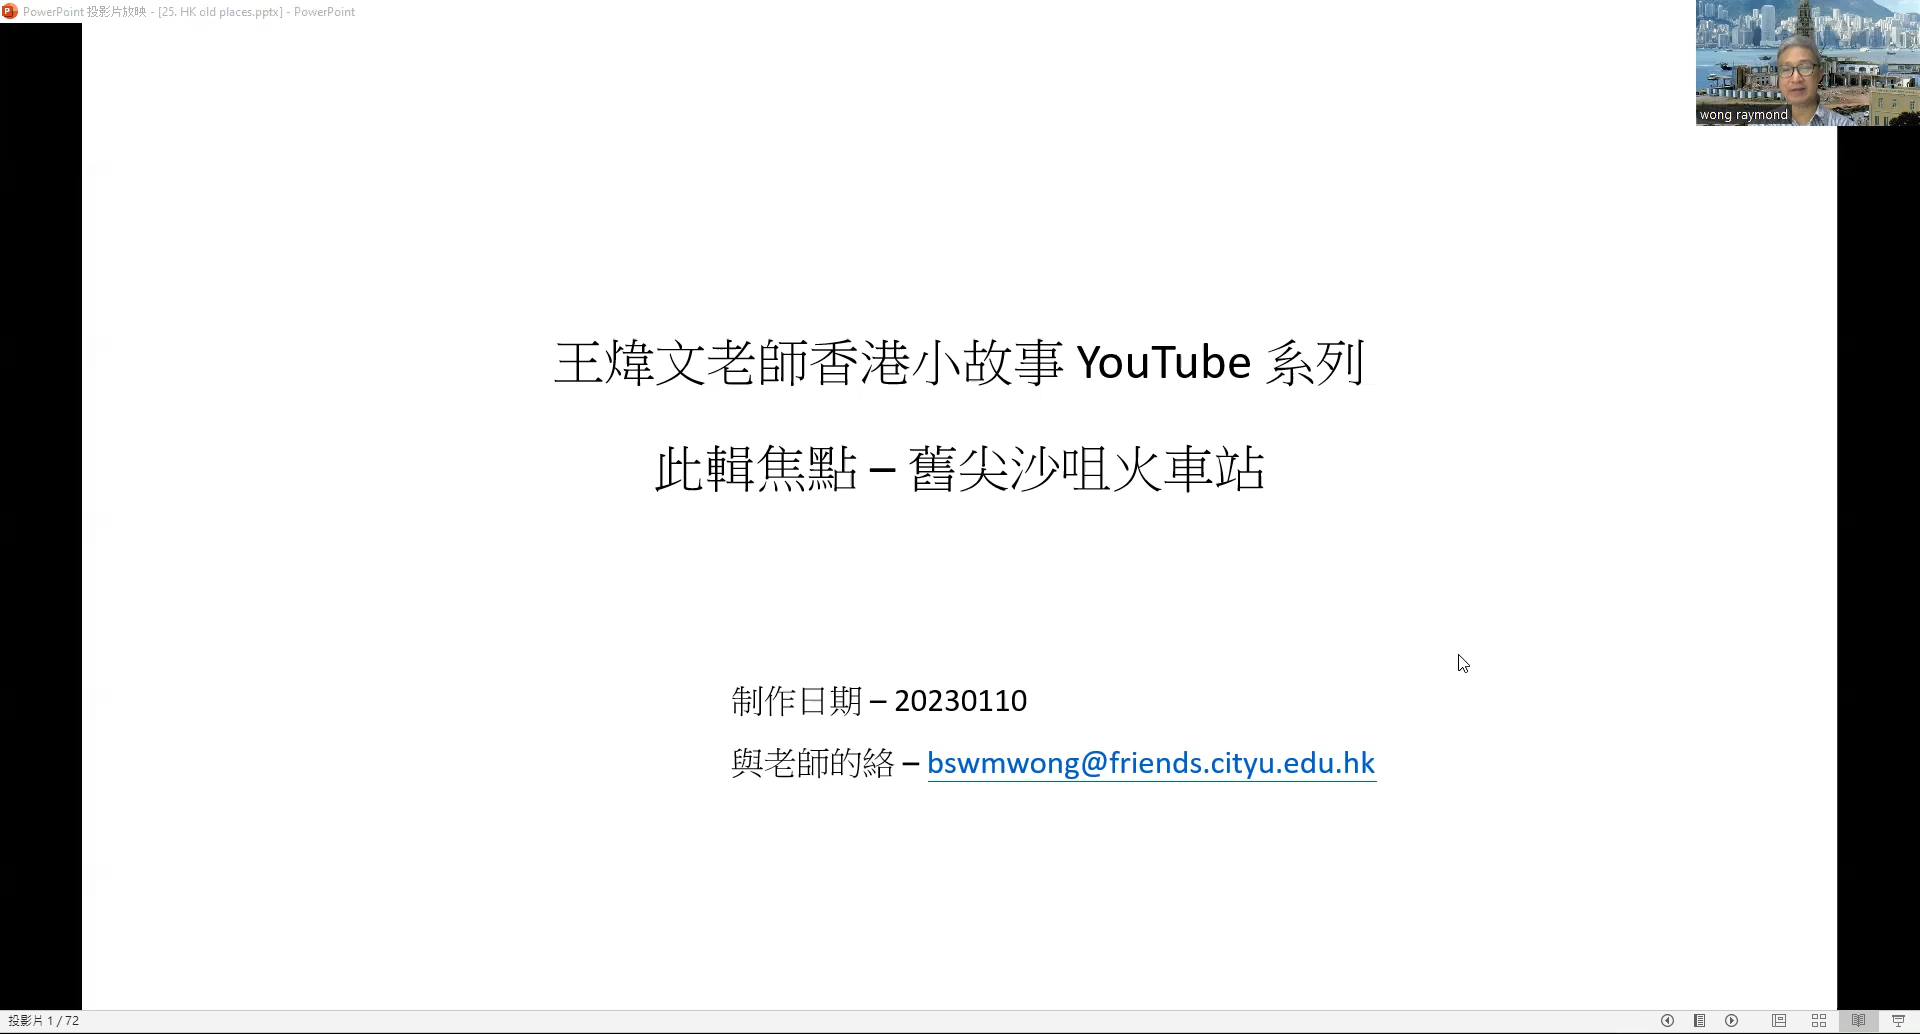 PowerPoint 投影片放映 - [25. HK old places.pptx] - PowerPoint
wong raymond
王煒文老師香港小故事 YouTube 系列
此輯焦點 – 舊尖沙咀火車站
制作日期 – 20230110
與老師的絡 – bswmwong@friends.cityu.edu.hk
投影片 1 / 72